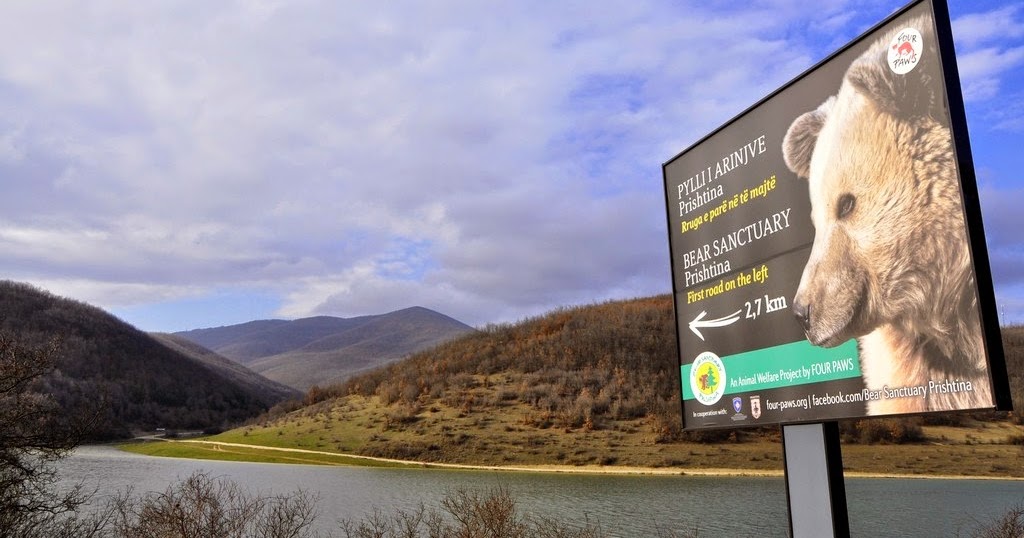 FOUR
PAWS
PYLLI I ARINJVE
Prishtina
Rruga e parë në të majtë
BEAR SANCTUARY
Prishtina
First road on the left
2,7 km
An Animal Welfare Project by FOUR PAWS
In cooperation with:
four-paws.org | facebook.com/Bear Sanctuary Prishtina